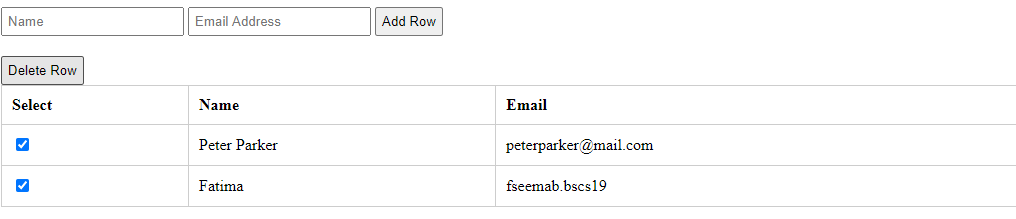 Name Email Address Add Row
Delete Row
Select Name Email
Peter Parker peterparker@mail.com
Fatima fseemab.bscs19